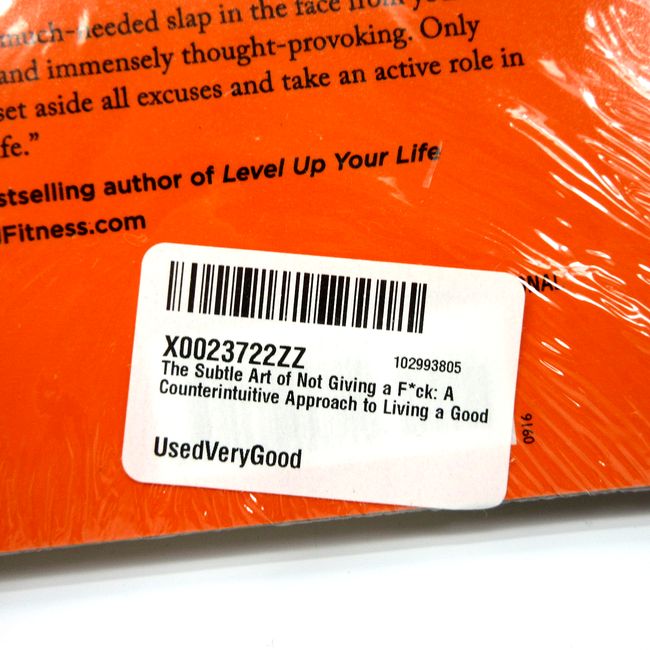 much-needed slap in the face from
and immensely thought-provoking. Only
set aside all excuses and take an active role in
fe.”
stselling author of Level Up Your Life
Fitness.com
X0023722ZZ
102993805
The Subtle Art of Not Giving a F*ck: A
Counterintuitive Approach to Living a Good
UsedVeryGood
0916